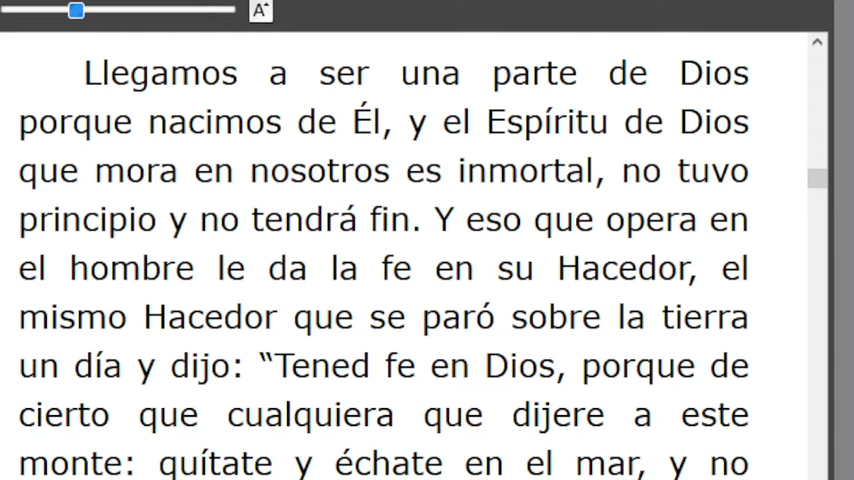 A
Llegamos a ser una parte de Dios
porque nacimos de Él, y el Espíritu de Dios
que mora en nosotros es inmortal, no tuvo
principio y no tendrá fin. Y eso que opera en
el hombre le da la fe en su Hacedor, el
mismo Hacedor que se paró sobre la tierra
un día y dijo: “Tened fe en Dios, porque de
cierto que cualquiera que dijere a este
monte: quítate y échate en el mar, y no